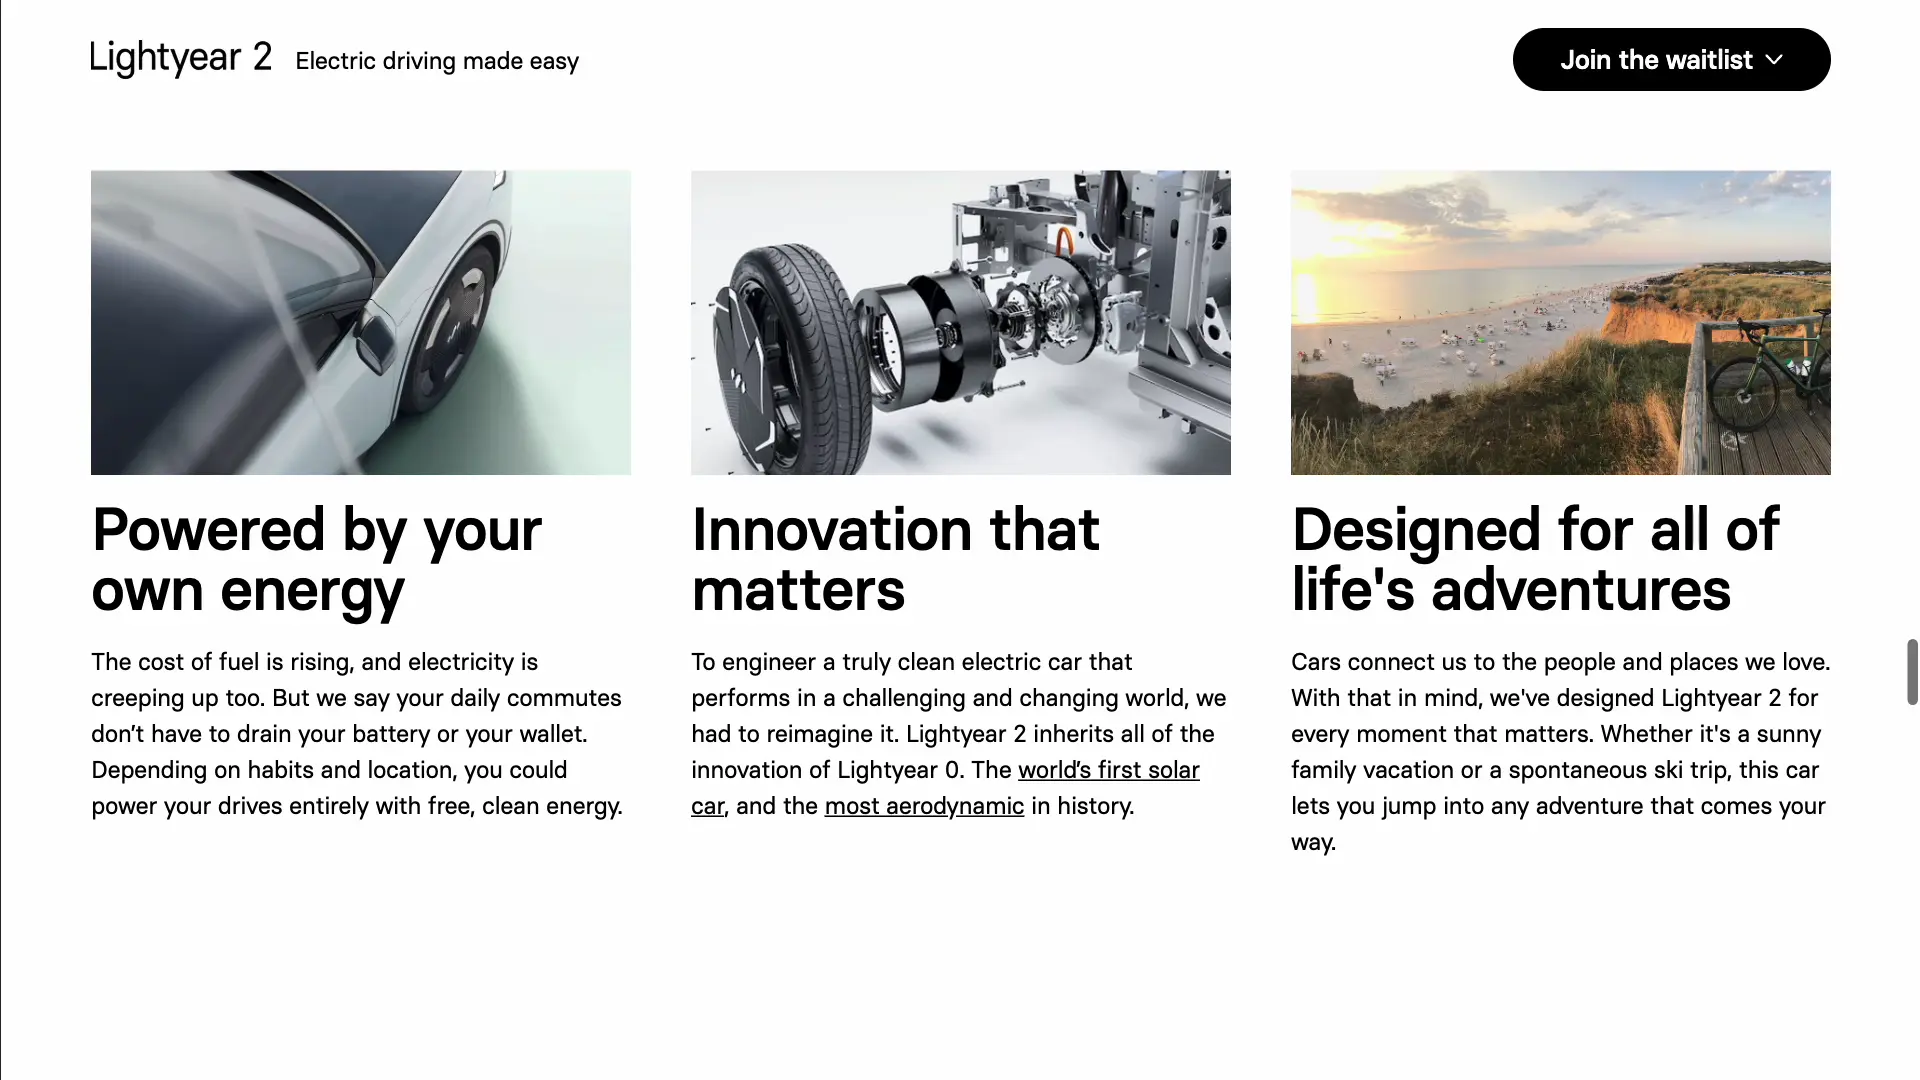 Lightyear 2 Electric driving made easy
Join the waitlist
Powered by your
own energy
The cost of fuel is rising, and electricity is
creeping up too. But we say your daily commutes
don’t have to drain your battery or your wallet.
Depending on habits and location, you could
power your drives entirely with free, clean energy.
Innovation that
matters
To engineer a truly clean electric car that
performs in a challenging and changing world, we
had to reimagine it. Lightyear 2 inherits all of the
innovation of Lightyear 0. The world’s first solar
car, and the most aerodynamic in history.
Designed for all of
life's adventures
Cars connect us to the people and places we love.
With that in mind, we've designed Lightyear 2 for
every moment that matters. Whether it's a sunny
family vacation or a spontaneous ski trip, this car
lets you jump into any adventure that comes your
way.